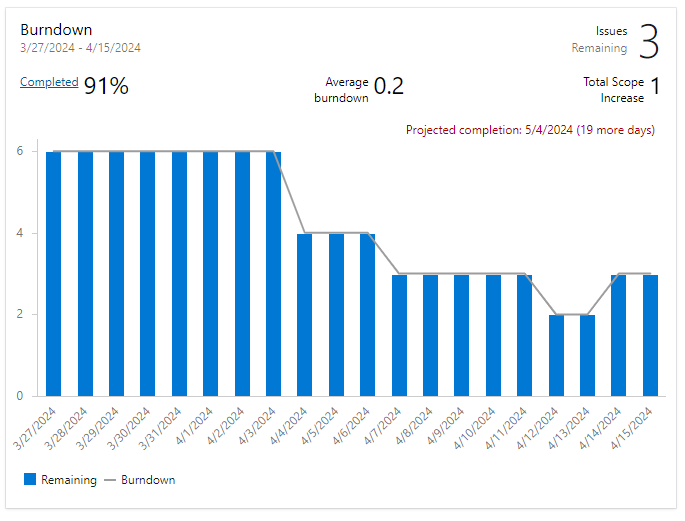 Burndown
3/27/2024 - 4/15/2024
Issues
Remaining
3
Completed 91%
Average
burndown
0.2
Total Scope
Increase
1
Projected completion: 5/4/2024 (19 more days)
6
4
2
0
3/27/2024
3/28/2024
3/29/2024
3/30/2024
3/31/2024
4/1/2024
4/2/2024
4/3/2024
4/4/2024
4/5/2024
4/6/2024
4/7/2024
4/8/2024
4/9/2024
4/10/2024
4/11/2024
4/12/2024
4/13/2024
4/14/2024
4/15/2024
Remaining Burndown